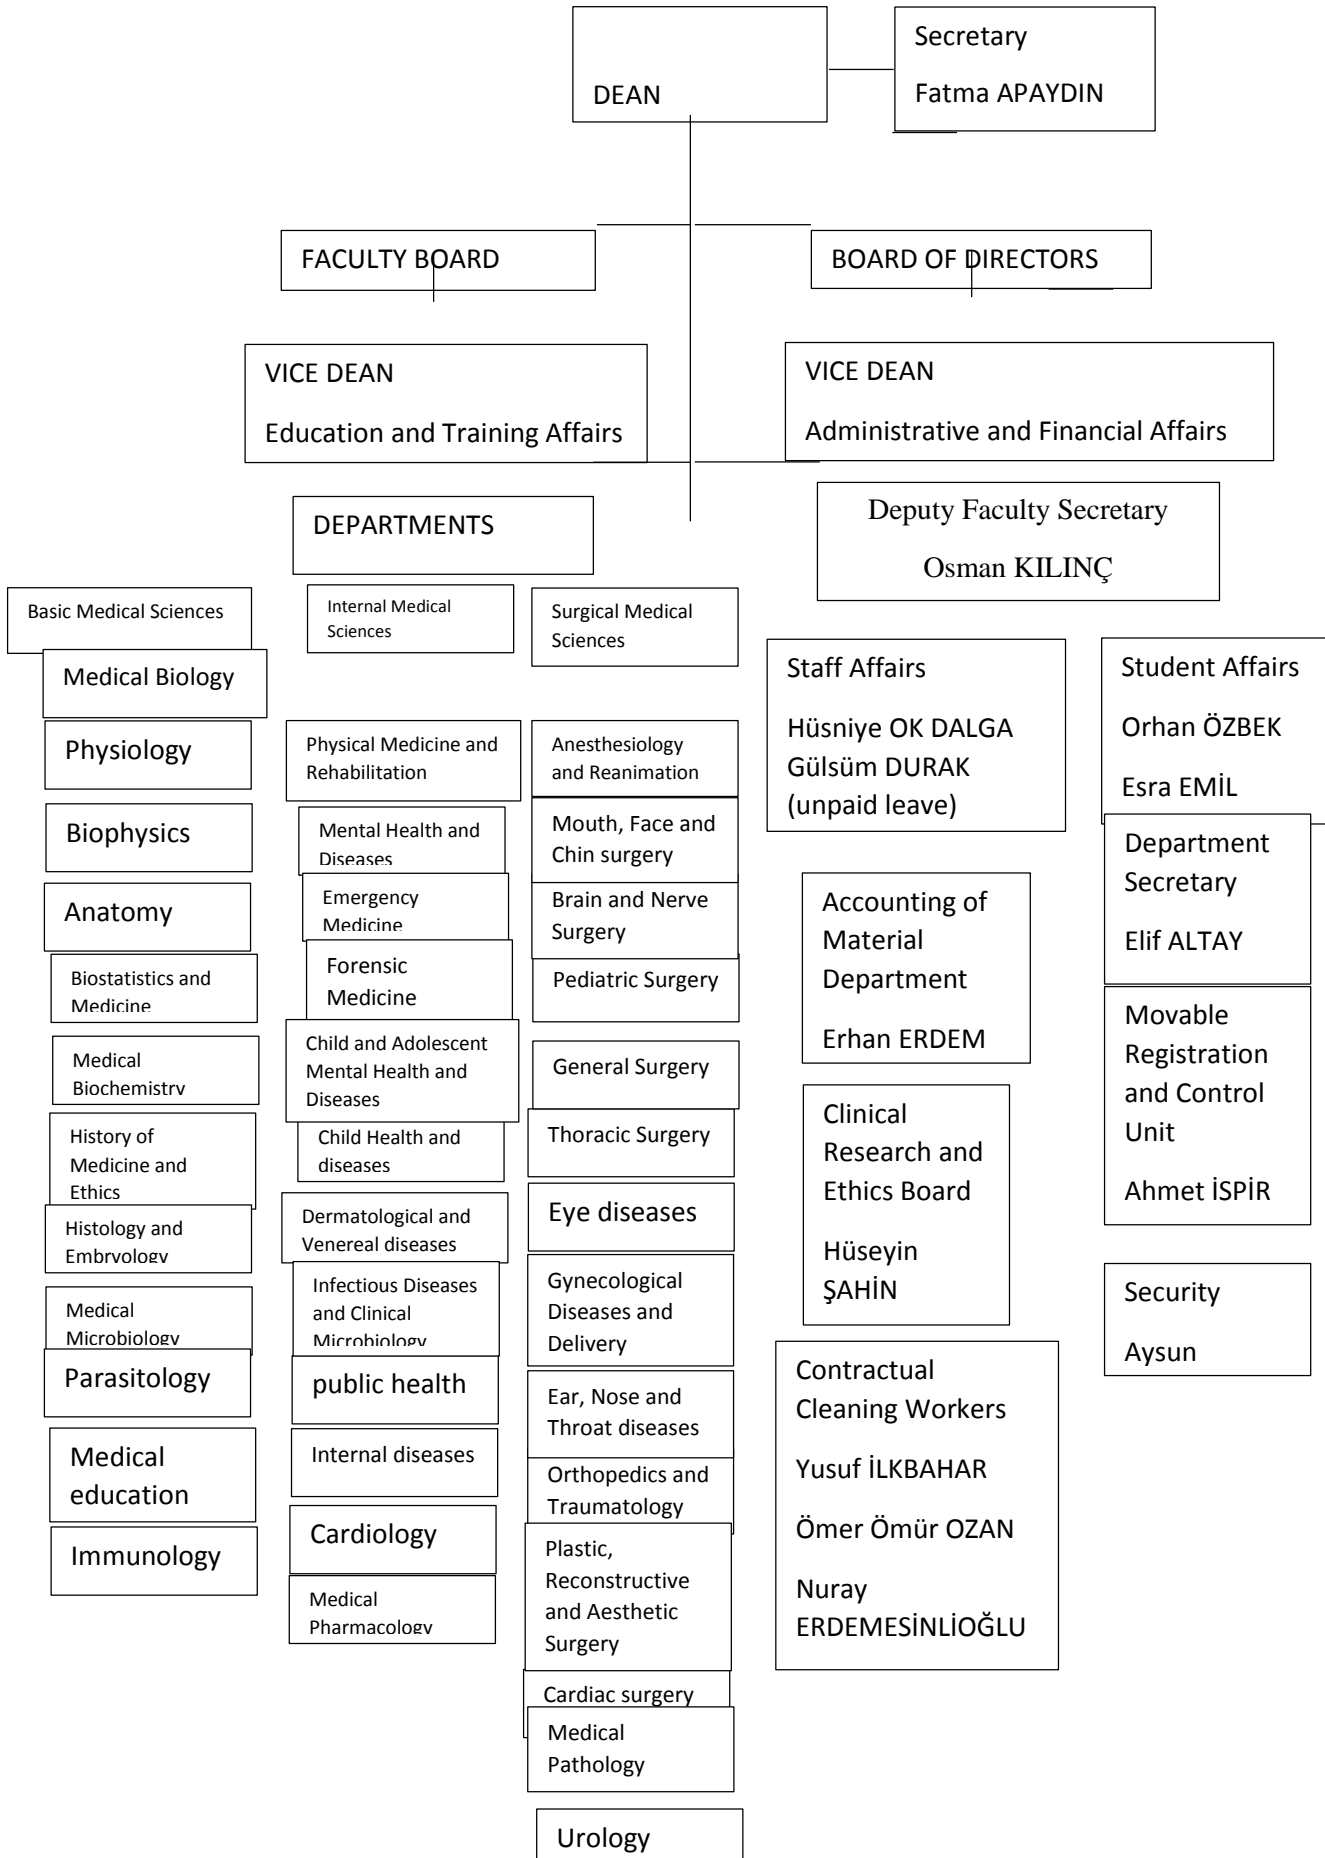 Secretary
Fatma APAYDIN
DEAN
FACULTY BOARD
BOARD OF DIRECTORS
VICE DEAN
Education and Training Affairs
VICE DEAN
Administrative and Financial Affairs
DEPARTMENTS
Deputy Faculty Secretary
Osman KILINÇ
Basic Medical Sciences
Medical Biology
Physiology
Biophysics
Anatomy
Biostatistics and
Medicine
Medical
Biochemistry
History of
Medicine and
Ethics
Histology and
Embryology
Medical
Microbiology
Parasitology
Medical
education
Immunology
Internal Medical
Sciences
Physical Medicine and
Rehabilitation
Mental Health and
Diseases
Emergency
Medicine
Forensic
Medicine
Child and Adolescent
Mental Health and
Diseases
Child Health and
diseases
Dermatological and
Venereal diseases
Infectious Diseases
and Clinical
Microbiology
public health
Internal diseases
Cardiology
Medical
Pharmacology
Surgical Medical
Sciences
Anesthesiology
and Reanimation
Mouth, Face and
Chin surgery
Brain and Nerve
Surgery
Pediatric Surgery
General Surgery
Thoracic Surgery
Eye diseases
Gynecological
Diseases and
Delivery
Ear, Nose and
Throat diseases
Orthopedics and
Traumatology
Plastic,
Reconstructive
and Aesthetic
Surgery
Cardiac surgery
Medical
Pathology
Urology
Staff Affairs
Hüsniye OK DALGA
Gülsüm DURAK
(unpaid leave)
Accounting of
Material
Department
Erhan ERDEM
Clinical
Research and
Ethics Board
Hüseyin
ŞAHİN
Contractual
Cleaning Workers
Yusuf İLKBAHAR
Ömer Ömür OZAN
Nuray
ERDEMESİNLİOĞLU
Student Affairs
Orhan ÖZBEK
Esra EMİL
Department
Secretary
Elif ALTAY
Movable
Registration
and Control
Unit
Ahmet İSPİR
Security
Aysun